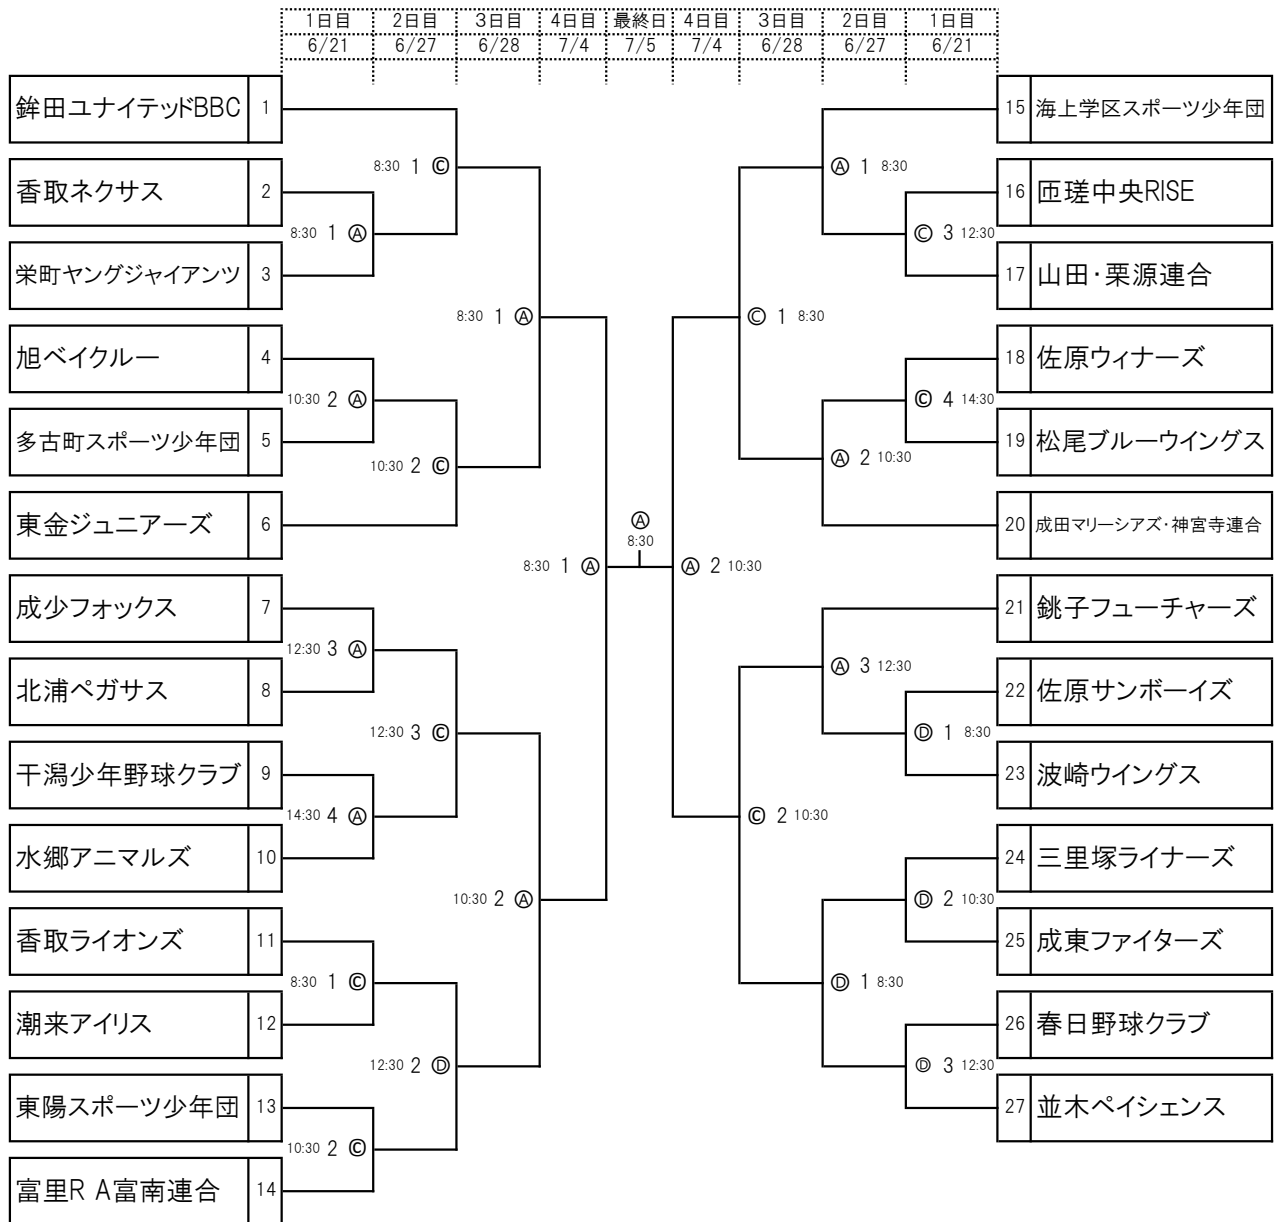 1日目 2日目 3日目 4日目 最終日 4日目 3日目 2日目 1日目
6/21 6/27 6/28 7/4 7/5 7/4 6/28 6/27 6/21
鉾田ユナイテッドBBC 1
15 海上学区スポーツ少年団
8:30 1 Ⓒ
Ⓐ 1 8:30
香取ネクサス 2
16 匝瑳中央RISE
8:30 1 Ⓐ
Ⓒ 3 12:30
栄町ヤングジャイアンツ 3
17 山田・栗源連合
8:30 1 Ⓐ
Ⓒ 1 8:30
旭ベイクルー 4
18 佐原ウィナーズ
10:30 2 Ⓐ
Ⓒ 4 14:30
多古町スポーツ少年団 5
19 松尾ブルーウイングス
10:30 2 Ⓒ
Ⓐ 2 10:30
東金ジュニアーズ 6
20 成田マリーシアズ・神宮寺連合
Ⓐ
8:30
8:30 1 Ⓐ
Ⓐ 2 10:30
成少フォックス 7
21 銚子フューチャーズ
12:30 3 Ⓐ
Ⓐ 3 12:30
北浦ペガサス 8
22 佐原サンボーイズ
12:30 3 Ⓒ
Ⓓ 1 8:30
干潟少年野球クラブ 9
23 波崎ウイングス
14:30 4 Ⓐ
Ⓒ 2 10:30
水郷アニマルズ 10
24 三里塚ライナーズ
10:30 2 Ⓐ
Ⓓ 2 10:30
香取ライオンズ 11
25 成東ファイターズ
8:30 1 Ⓒ
Ⓓ 1 8:30
潮来アイリス 12
26 春日野球クラブ
12:30 2 Ⓓ
Ⓓ 3 12:30
東陽スポーツ少年団 13
27 並木ペイシェンス
10:30 2 Ⓒ
富里R A富南連合 14